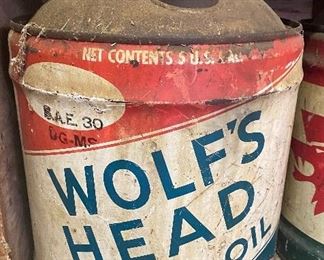 NET CONTENTS 5 U.S. GAL
S.A.E. 30
DG-MS
WOLF'S
HEAD
OIL